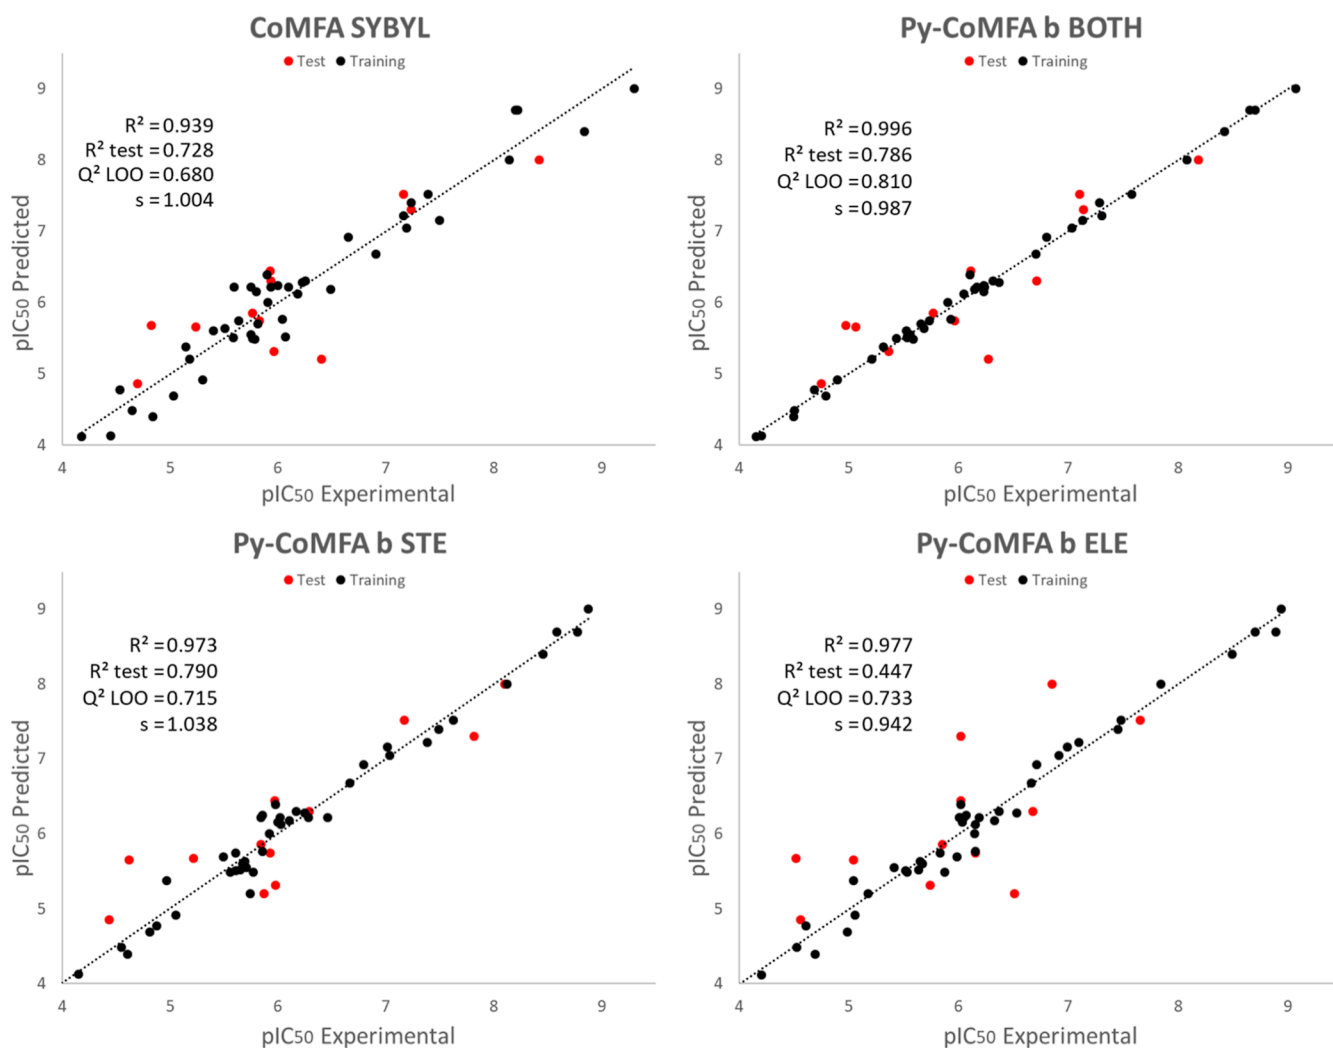 CoMFA SYBYL
Test Training
R² = 0.939
R² test = 0.728
Q² LOO = 0.680
s = 1.004
pIC50 Predicted
9
8
7
6
5
4
4 5 6 7 8 9
pIC50 Experimental
Py-CoMFA b BOTH
Test Training
R² = 0.996
R² test = 0.786
Q² LOO = 0.810
s = 0.987
pIC50 Predicted
9
8
7
6
5
4
4 5 6 7 8 9
pIC50 Experimental
Py-CoMFA b STE
Test Training
R² = 0.973
R² test = 0.790
Q² LOO = 0.715
s = 1.038
pIC50 Predicted
9
8
7
6
5
4
4 5 6 7 8 9
pIC50 Experimental
Py-CoMFA b ELE
Test Training
R² = 0.977
R² test = 0.447
Q² LOO = 0.733
s = 0.942
pIC50 Predicted
9
8
7
6
5
4
4 5 6 7 8 9
pIC50 Experimental